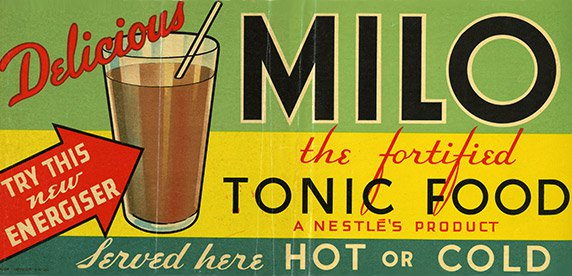 Delicious
MILO
the fortified
TONIC FOOD
A NESTLÉ'S PRODUCT
TRY THIS
new
ENERGISER
Served here HOT OR COLD